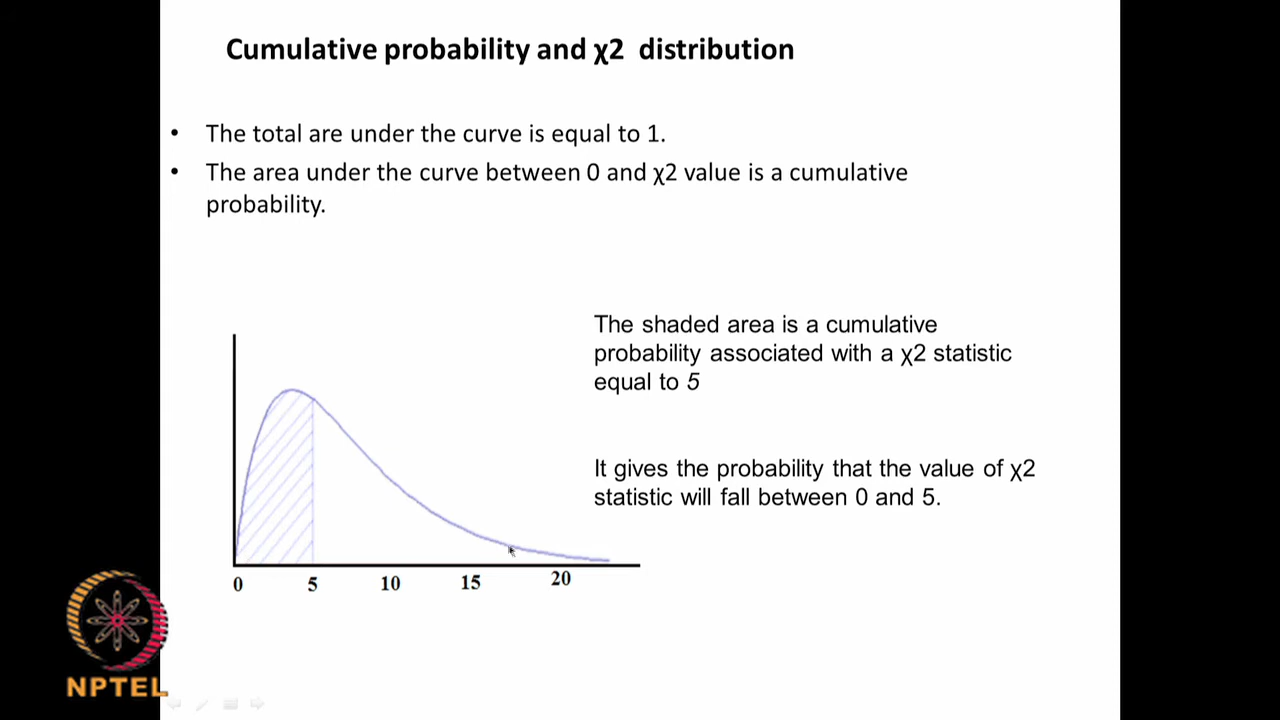 Cumulative probability and χ2 distribution
• The total are under the curve is equal to 1.
• The area under the curve between 0 and χ2 value is a cumulative
probability.
The shaded area is a cumulative
probability associated with a χ2 statistic
equal to 5
It gives the probability that the value of χ2
statistic will fall between 0 and 5.
0 5 10 15 20
NPTEL